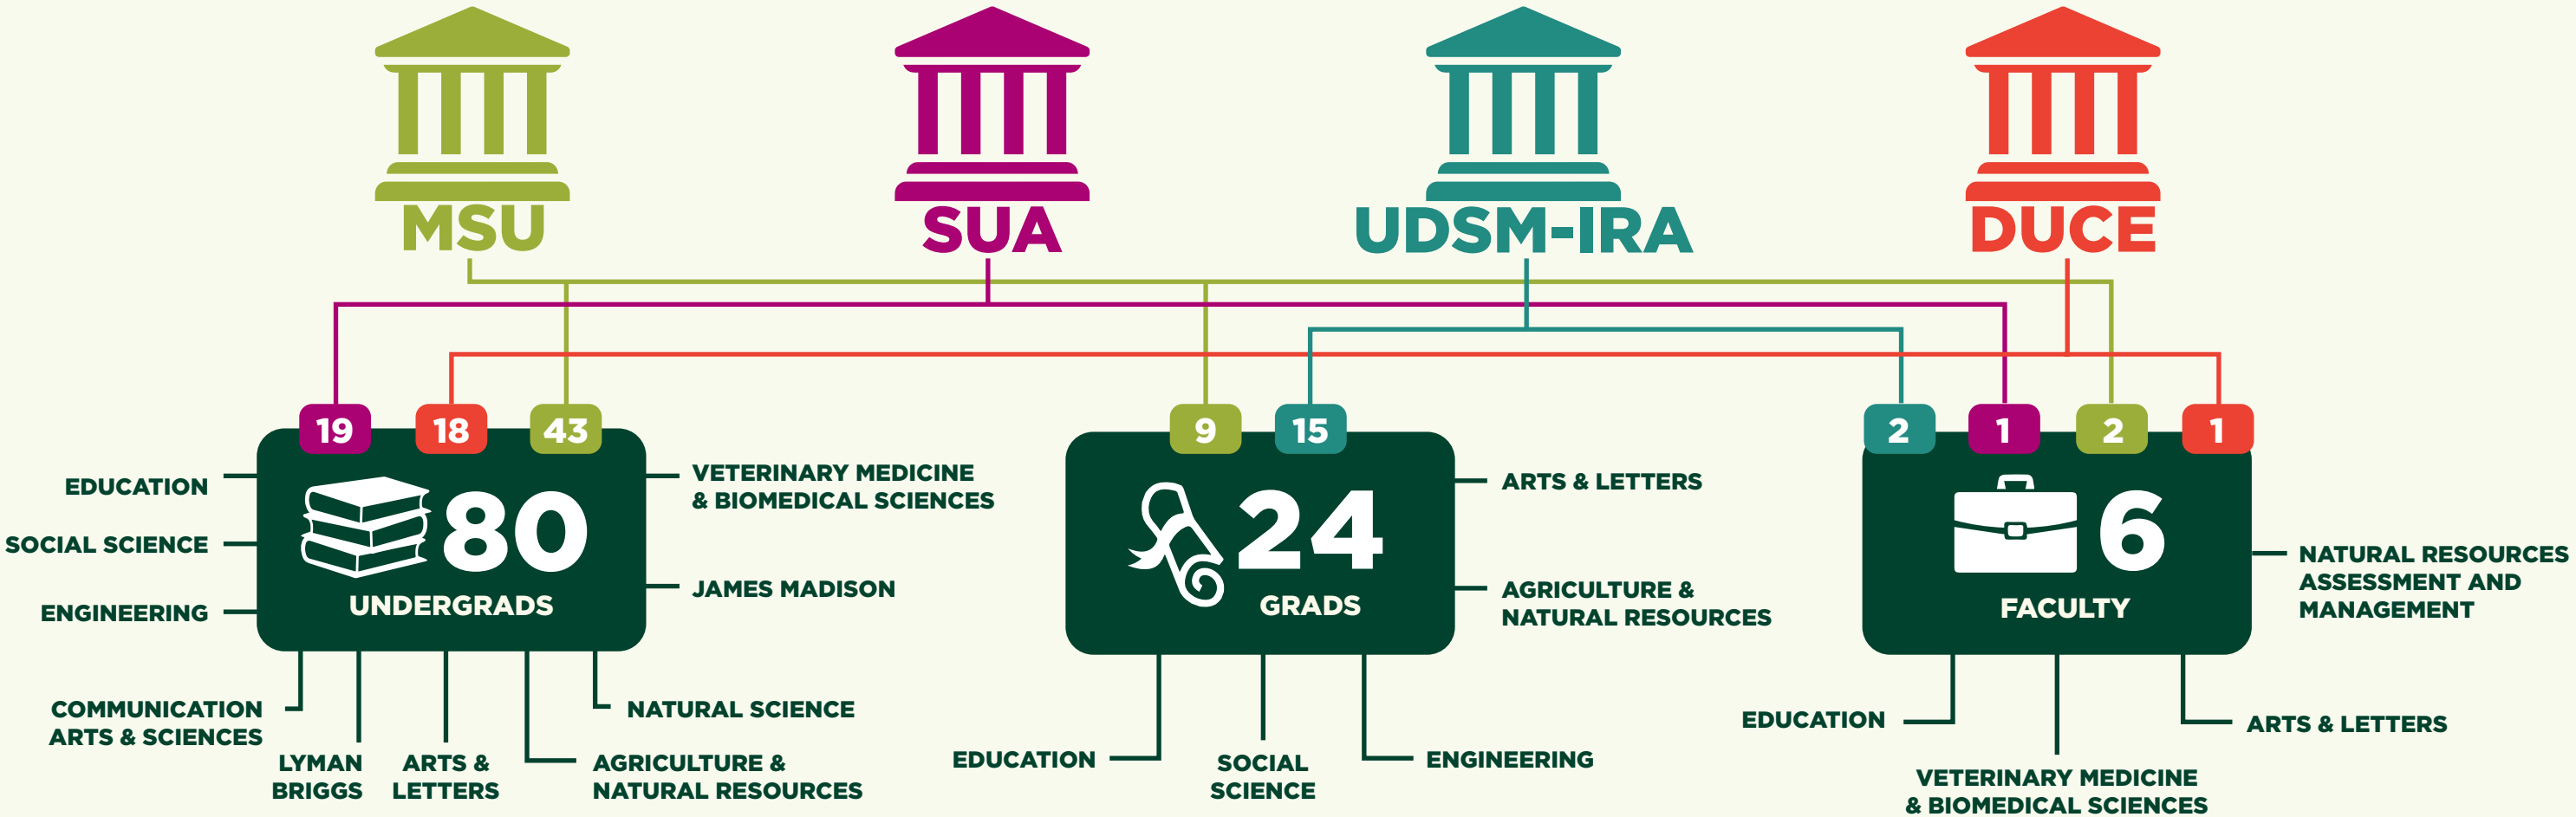 MSU
SUA
UDSM-IRA
DUCE
19
18
43
9
15
2
1
2
1
EDUCATION
SOCIAL SCIENCE
ENGINEERING
80
UNDERGRADS
VETERINARY MEDICINE
& BIOMEDICAL SCIENCES
JAMES MADISON
COMMUNICATION
ARTS & SCIENCES
LYMAN
BRIGGS
ARTS &
LETTERS
AGRICULTURE &
NATURAL RESOURCES
NATURAL SCIENCE
24
GRADS
ARTS & LETTERS
AGRICULTURE &
NATURAL RESOURCES
EDUCATION
SOCIAL
SCIENCE
ENGINEERING
6
FACULTY
NATURAL RESOURCES
ASSESSMENT AND
MANAGEMENT
EDUCATION
VETERINARY MEDICINE
& BIOMEDICAL SCIENCES
ARTS & LETTERS